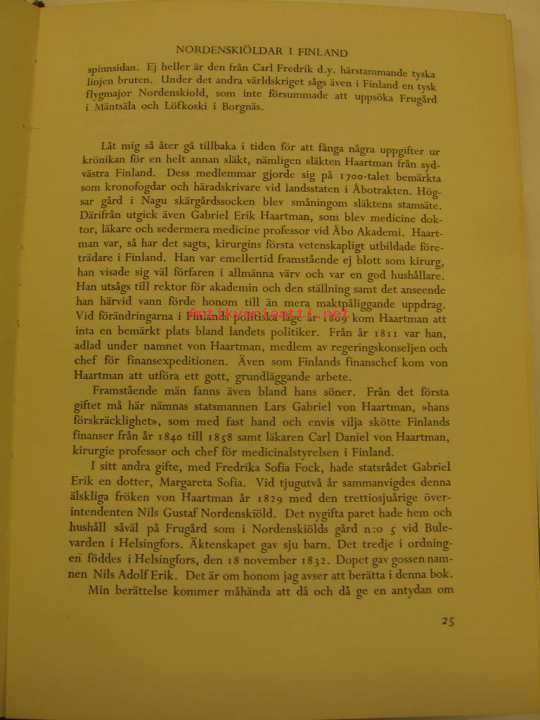 NORDENSKIÖLDAR I FINLAND
spinnsidan. Ej heller är den från Carl Fredrik d.y. härstammande tyska
linjen bruten. Under det andra världskriget sågs även i Finland en tysk
flygmajor Nordenskiold, som inte försummade att uppsöka Frugård
i Mäntsälä och Löfkoski i Borgnäs.
Låt mig så åter gå tillbaka i tiden för att fånga några uppgifter ur
krönikan för en helt annan släkt, nämligen släkten Haartman från syd-
västra Finland. Dess medlemmar gjorde sig på 1700-talet bemärkta
som kronofogdar och häradskrivare vid landsstaten i Åbotrakten. Hög-
sar gård i Nagu skärgårdssocken blev småningom släktens stamsäte.
Därifrån utgick även Gabriel Erik Haartman, som blev medicine dok-
tor, läkare och sedermera medicine professor vid Åbo Akademi. Haart-
man var, så har det sagts, kirurgins första vetenskapligt utbildade före-
trädare i Finland. Han var emellertid framstående ej blott som kirurg,
han visade sig väl förfaren i allmänna värv och var en god hushållare.
Han utsågs till rektor för akademin och den ställning samt det anseende
han härvid vann förde honom till än mera maktpåliggande uppdrag.
Vid förändringarna i Finlands politiska läge år 1809 kom Haartman att
inta en bemärkt plats bland landets politiker. Från år 1811 var han,
adlad under namnet von Haartman, medlem av regeringskonseljen och
chef för finansexpeditionen. Även som Finlands finanschef kom von
Haartman att utföra ett gott, grundläggande arbete.
Framstående män fanns även bland hans söner. Från det första
giftet må här nämnas statsmannen Lars Gabriel von Haartman, »hans
förskräcklighet», som med fast hand och envis vilja skötte Finlands
finanser från år 1840 till 1858 samt läkaren Carl Daniel von Haartman,
kirurgie professor och chef för medicinalstyrelsen i Finland.
I sitt andra gifte, med Fredrika Sofia Fock, hade statsrådet Gabriel
Erik en dotter, Margareta Sofia. Vid tjugutvå år sammanvigdes denna
älskliga fröken von Haartman år 1829 med den trettiosjuårige över-
intendenten Nils Gustaf Nordenskiöld. Det nygifta paret hade hem och
hushåll såväl på Frugård som i Nordenskiölds gård n:o 5 vid Bule-
varden i Helsingfors. Äktenskapet gav sju barn. Det tredje i ordning-
en föddes i Helsingfors, den 18 november 1832. Dopet gav gossen nam-
nen Nils Adolf Erik. Det är om honom jag avser att berätta i denna bok.
Min berättelse kommer måhända att då och då ge en antydan om
25